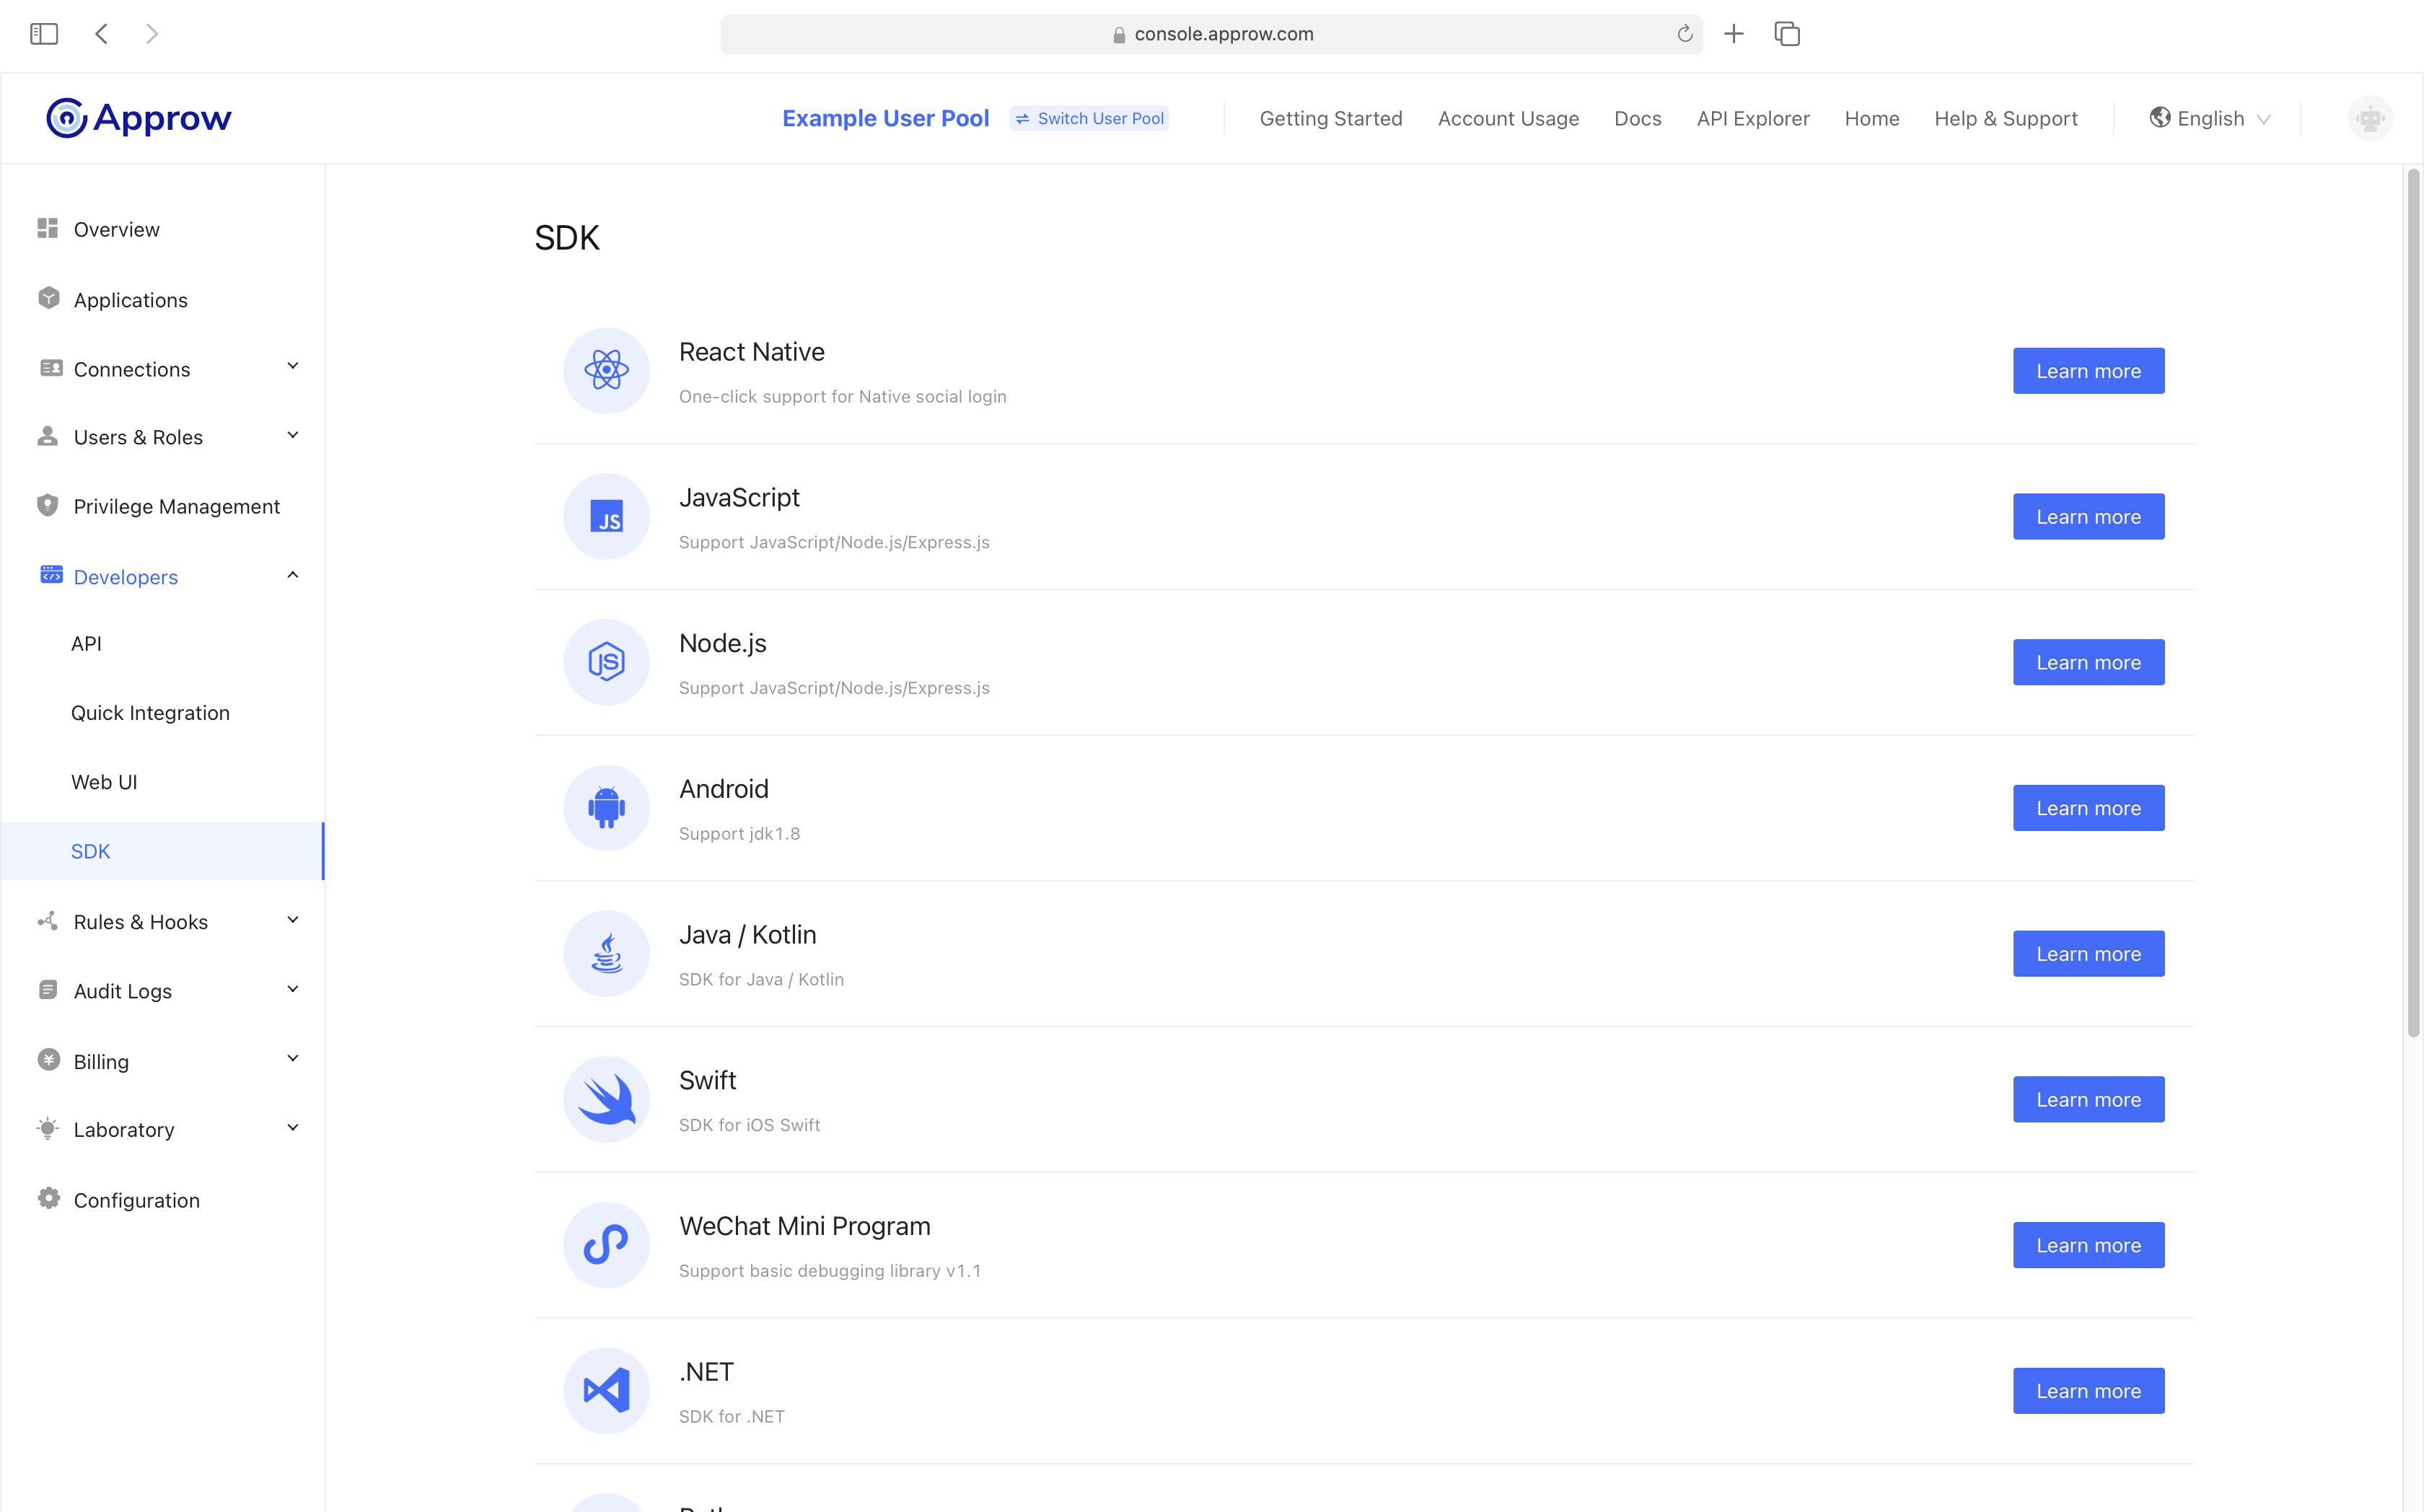 console.approw.com
Approw
Example User Pool
Switch User Pool
Getting Started
Account Usage
Docs
API Explorer
Home
Help & Support
English
Overview
Applications
Connections
Users & Roles
Privilege Management
Developers
API
Quick Integration
Web UI
SDK
Rules & Hooks
Audit Logs
Billing
Laboratory
Configuration
SDK
React Native
One-click support for Native social login
Learn more
JS
JavaScript
Support JavaScript/Node.js/Express.js
Learn more
JS
Node.js
Support JavaScript/Node.js/Express.js
Learn more
Android
Support jdk1.8
Learn more
Java / Kotlin
SDK for Java / Kotlin
Learn more
Swift
SDK for iOS Swift
Learn more
WeChat Mini Program
Support basic debugging library v1.1
Learn more
.NET
SDK for .NET
Learn more